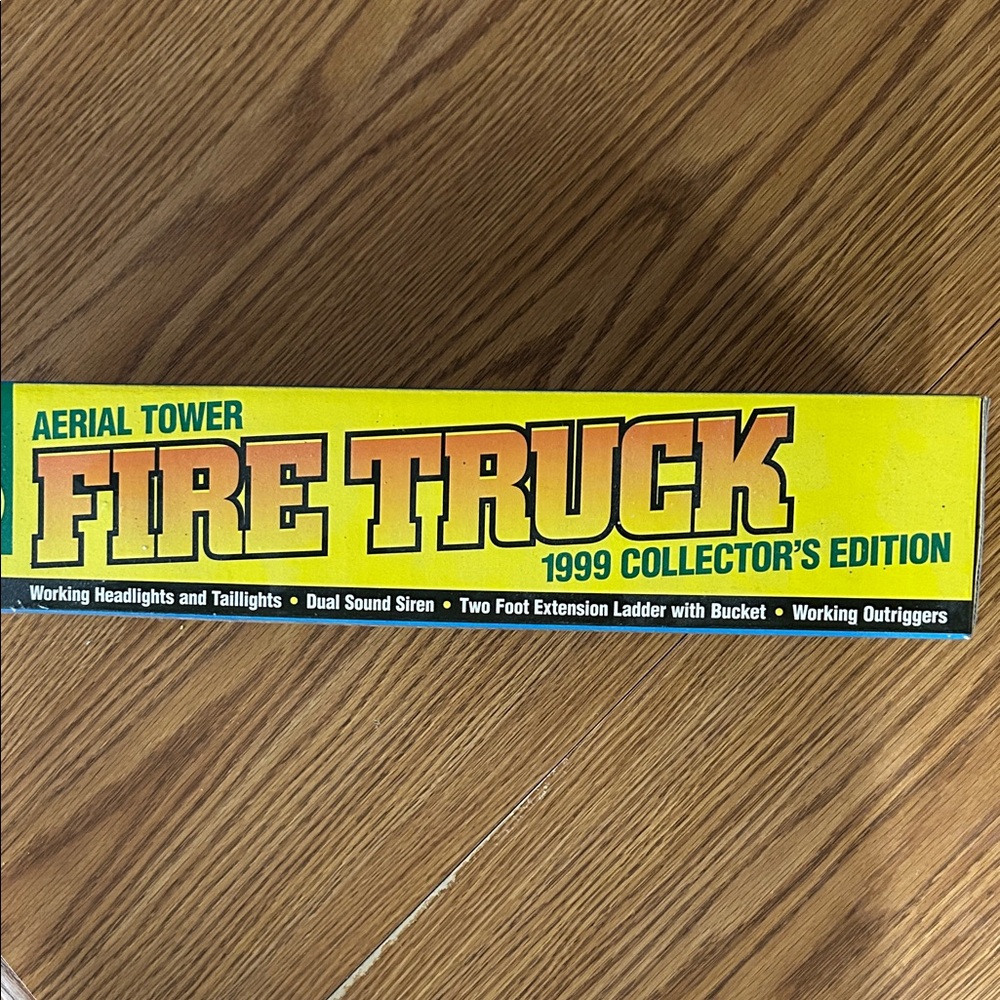 AERIAL TOWER
FIRE TRUCK
1999 COLLECTOR'S EDITION
Working Headlights and Taillights • Dual Sound Siren • Two Foot Extension Ladder with Bucket • Working Outriggers